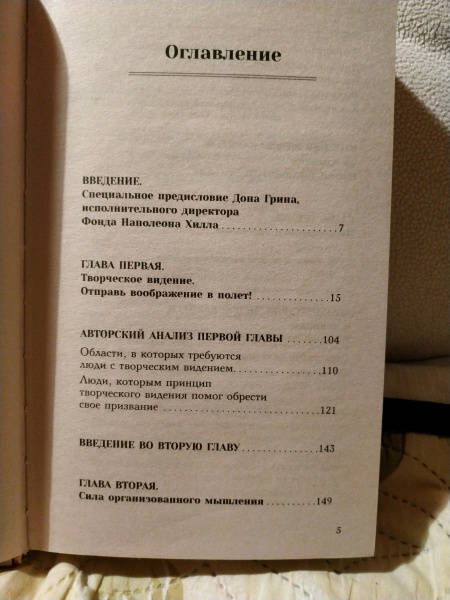 Оглавление
ВВЕДЕНИЕ.
Специальное предисловие Дона Грина,
исполнительного директора
Фонда Наполеона Хилла ..................... 7
ГЛАВА ПЕРВАЯ.
Творческое видение.
Отправь воображение в полет! ............. 15
АВТОРСКИЙ АНАЛИЗ ПЕРВОЙ ГЛАВЫ ....... 104
Области, в которых требуются
люди с творческим видением. ............... 110
Люди, которым принцип
творческого видения помог обрести
свое призвание ............................ 121
ВВЕДЕНИЕ ВО ВТОРУЮ ГЛАВУ ............... 143
ГЛАВА ВТОРАЯ.
Сила организованного мышления .......... 149
5